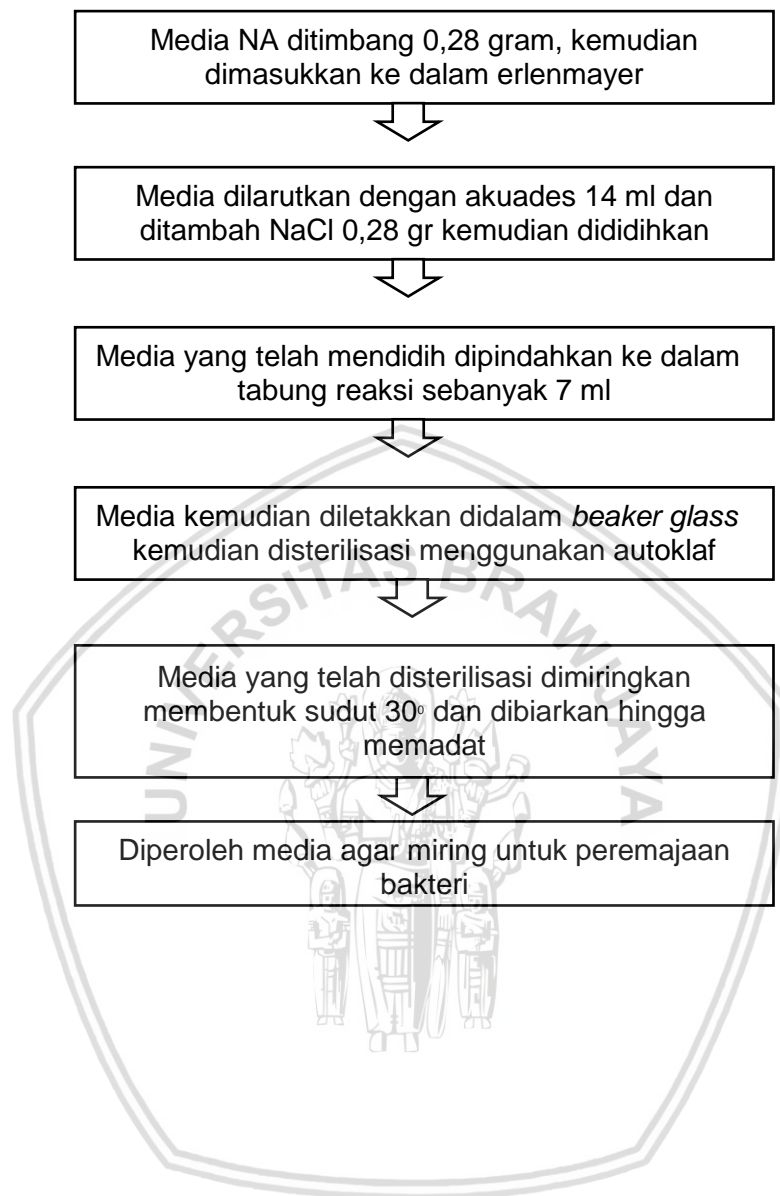 Media NA ditimbang 0,28 gram, kemudian
dimasukkan ke dalam erlenmayer
Media dilarutkan dengan akuades 14 ml dan
ditambah NaCl 0,28 gr kemudian dididihkan
Media yang telah mendidih dipindahkan ke dalam
tabung reaksi sebanyak 7 ml
Media kemudian diletakkan didalam beaker glass
kemudian disterilisasi menggunakan autoklaf
Media yang telah disterilisasi dimiringkan
membentuk sudut 30⁰ dan dibiarkan hingga
memadat
Diperoleh media agar miring untuk peremajaan
bakteri
UNIVERSITAS BRAWIJAYA